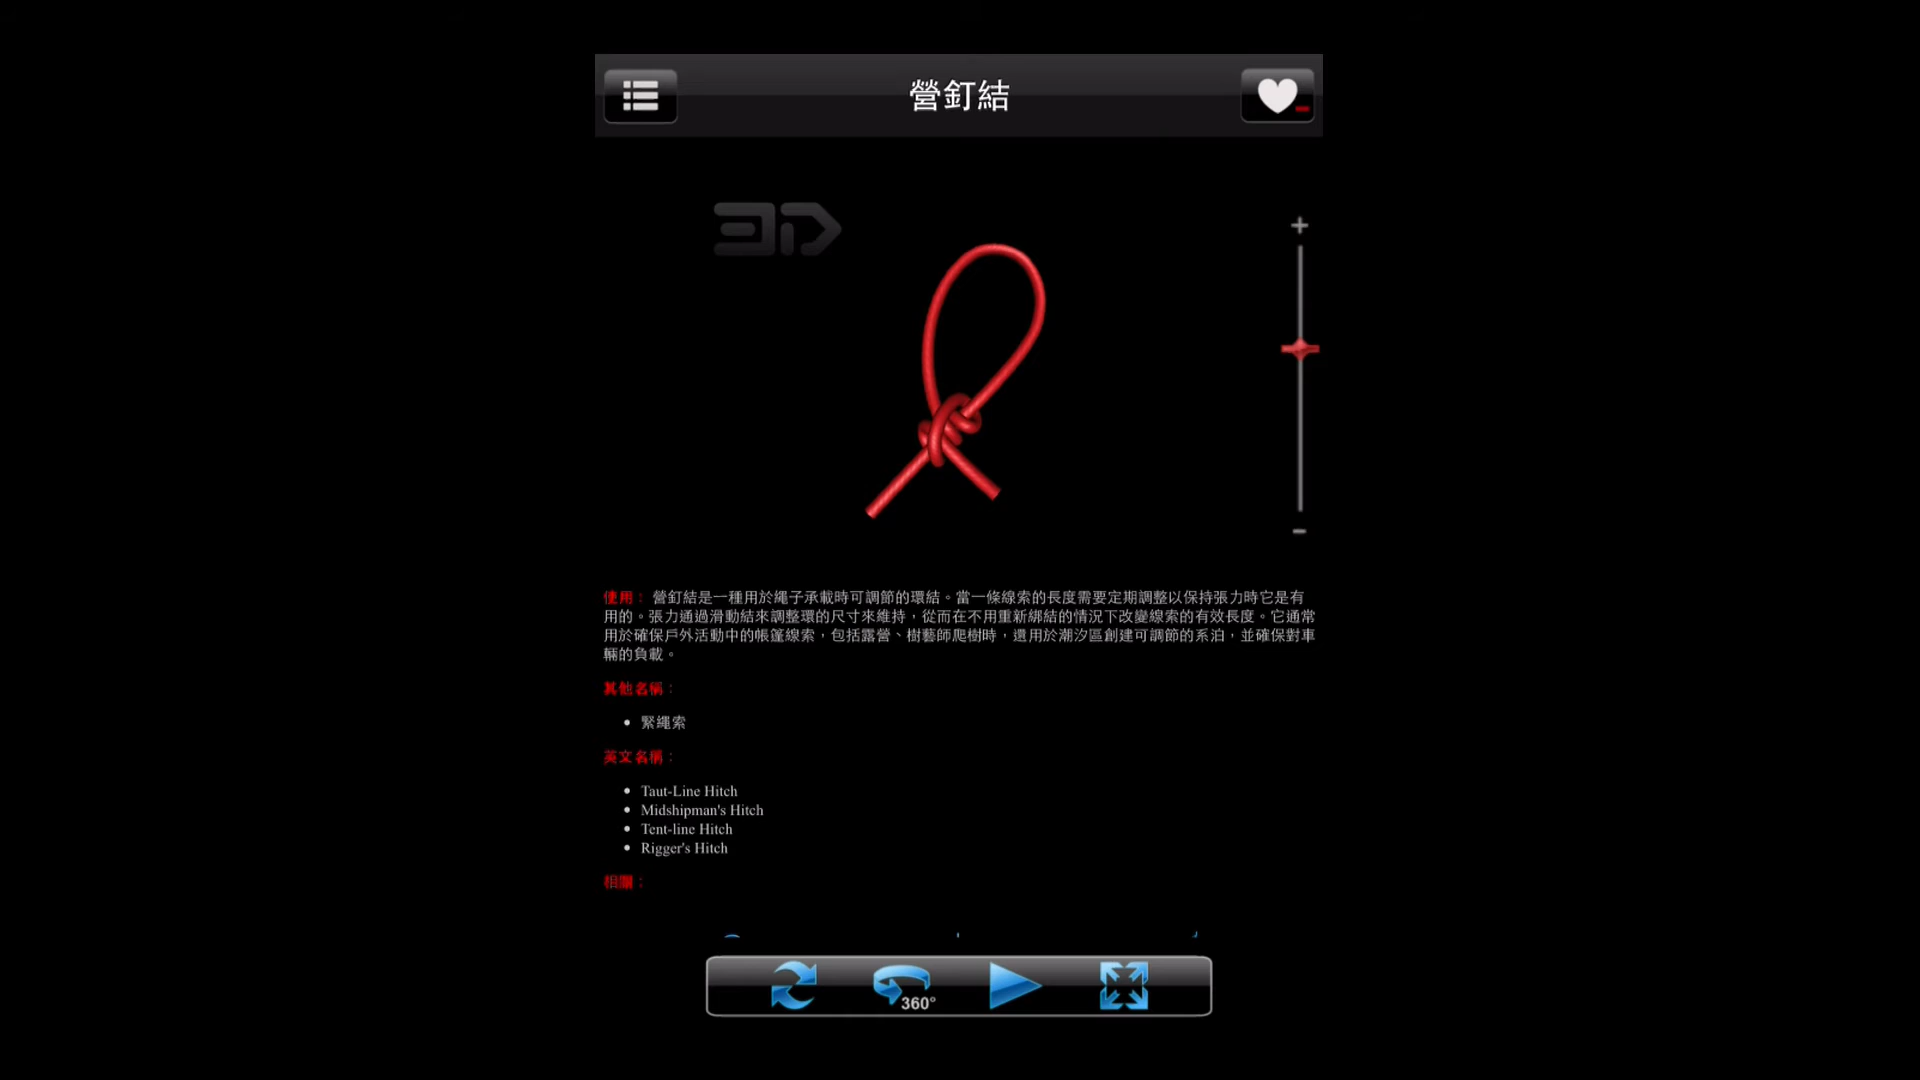 營釘結
3D
+
-
使用： 營釘結是一種用於繩子承載時可調節的環結。當一條線索的長度需要定期調整以保持張力時它是有
用的。張力通過滑動結來調整環的尺寸來維持，從而在不用重新綁結的情況下改變線索的有效長度。它通常
用於確保戶外活動中的帳篷線索，包括露營、樹藝師爬樹時，還用於潮汐區創建可調節的系泊，並確保對車
輛的負載。
其他名稱：
• 緊繩索
英文名稱：
• Taut-Line Hitch
• Midshipman's Hitch
• Tent-line Hitch
• Rigger's Hitch
相關：
360°